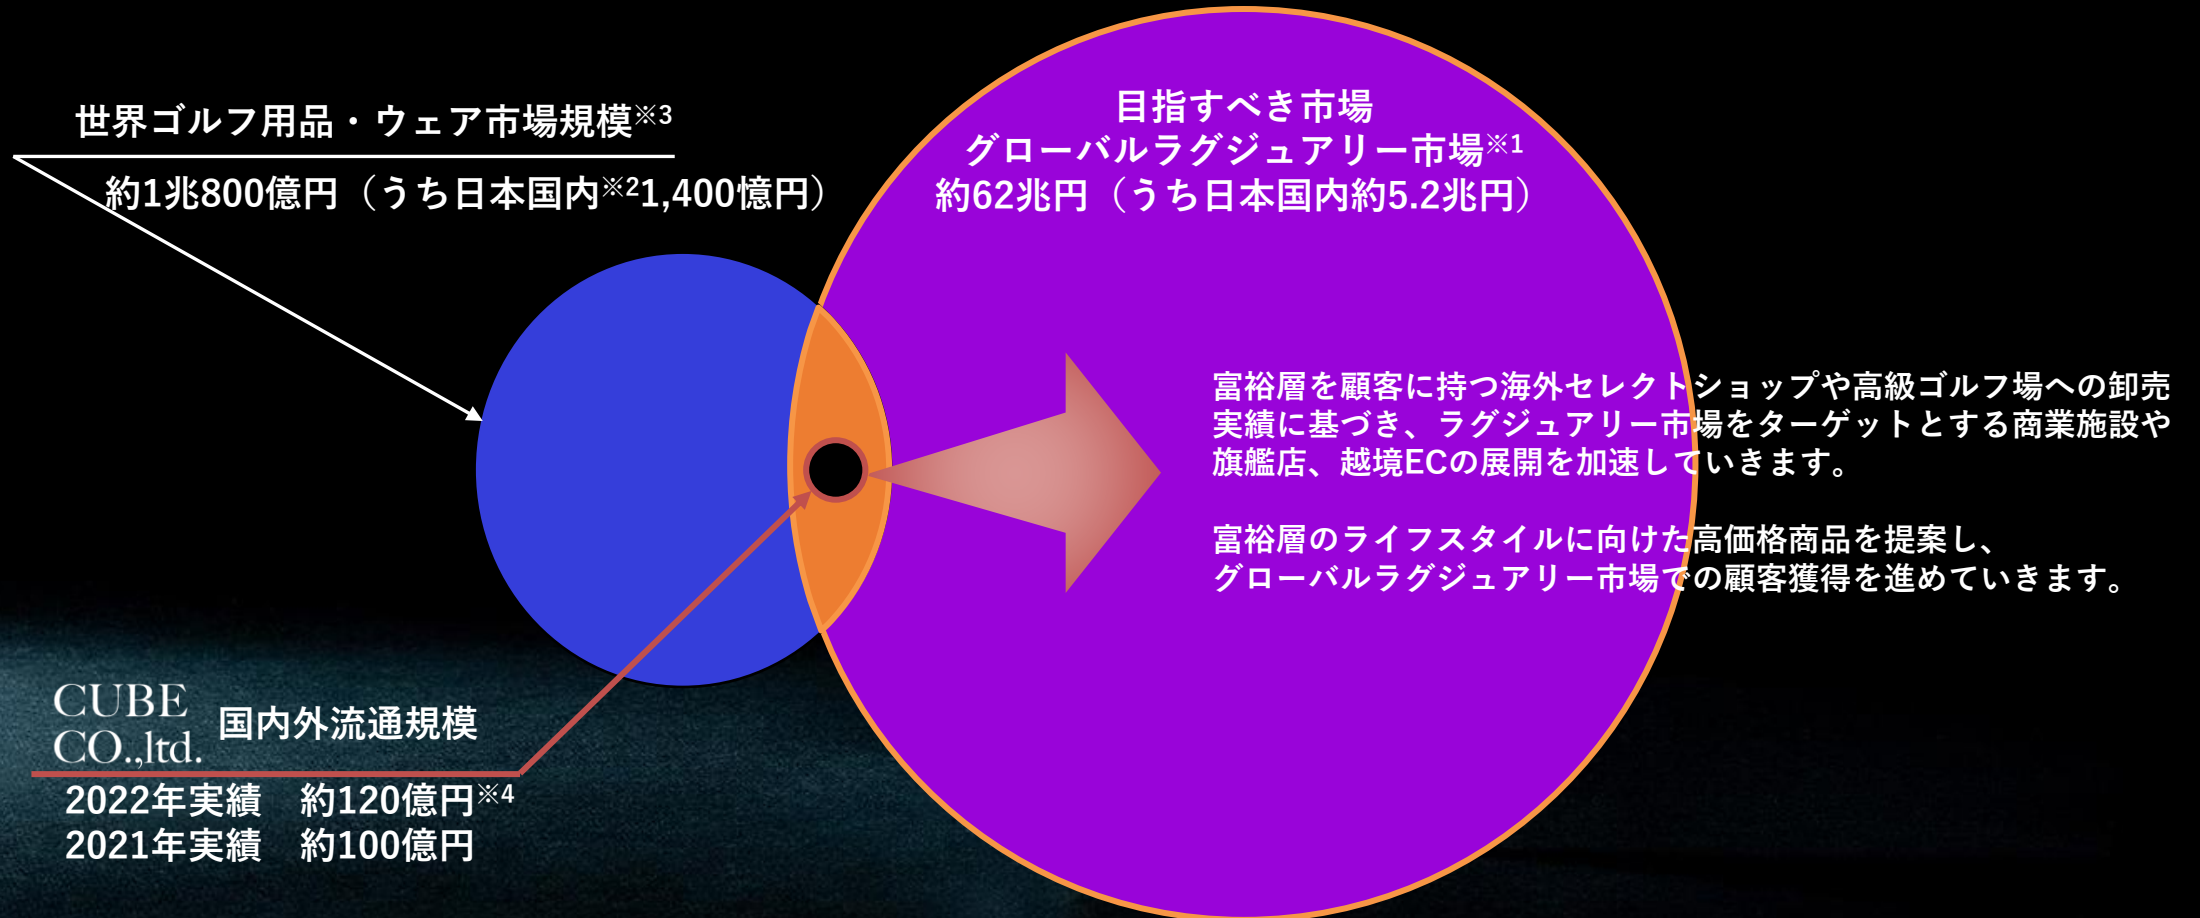 世界ゴルフ用品・ウェア市場規模※3
約1兆800億円（うち日本国内※21,400憶円）
目指すべき市場
グローバルラグジュアリー市場※1
約62兆円（うち日本国内約5.2兆円）
富裕層を顧客に持つ海外セレクトショップや高級ゴルフ場への卸売
実績に基づき、ラグジュアリー市場をターゲットとする商業施設や
旗艦店、越境ECの展開を加速していきます。
富裕層のライフスタイルに向けた高価格商品を提案し、
グローバルラグジュアリー市場での顧客獲得を進めていきます。
CUBE
CO.,ltd.
国内外流通規模
2022年実績　約120億円※4
2021年実績　約100億円